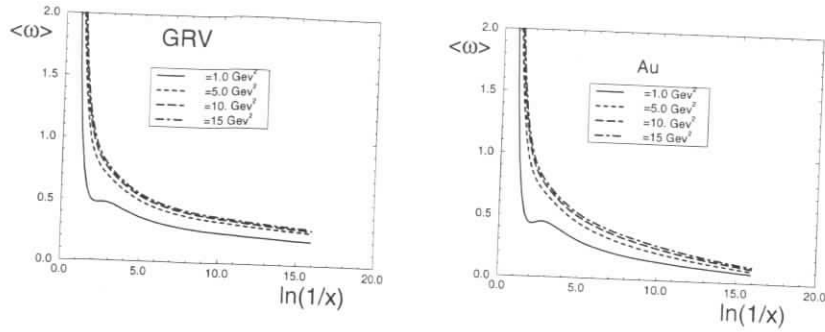 2.0
<ω>
GRV
1.5
=1.0 Gev²
=5.0 Gev²
=10. Gev²
=15 Gev²
1.0
0.5
0.0
0.0
5.0
10.0
15.0
20.0
ln(1/x)
2.0
<ω>
Au
1.5
=1.0 Gev²
=5.0 Gev²
=10. Gev²
=15 Gev²
1.0
0.5
0.0
0.0
5.0
10.0
15.0
20.0
ln(1/x)